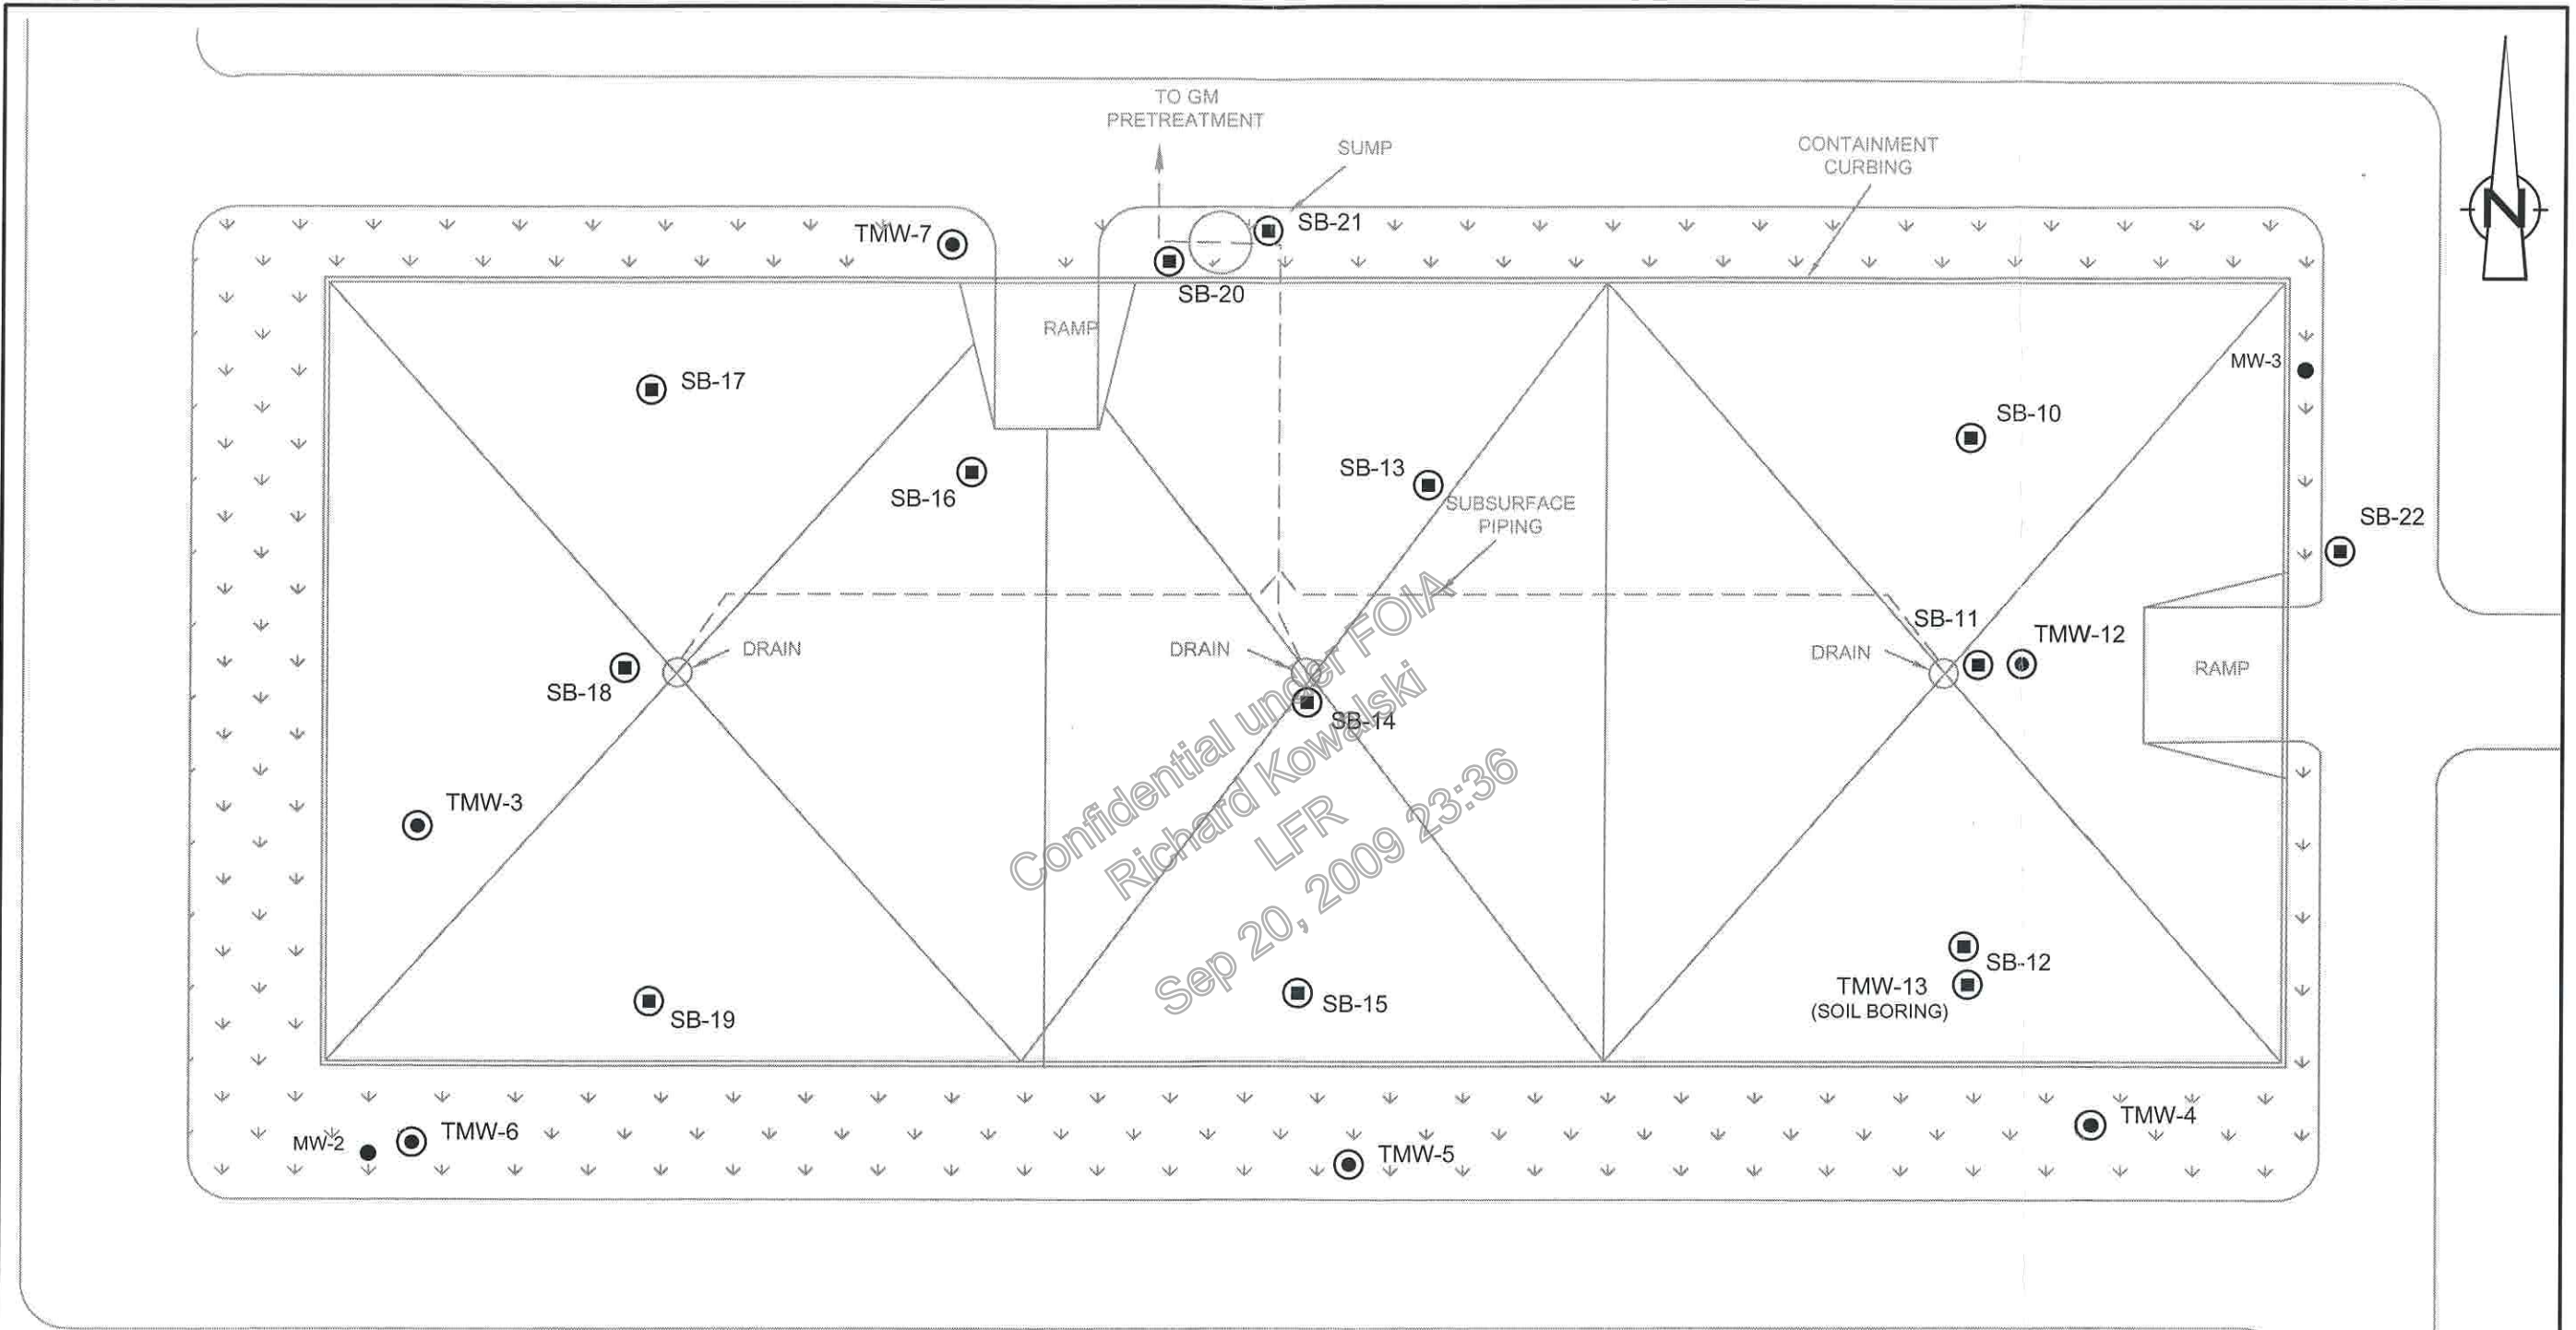 TO GM
PRETREATMENT
SUMP
CONTAINMENT
CURBING
N
TMW-7
SB-21
SB-20
RAMP
MW-3
SB-17
SB-10
SB-16
SB-13
SUBSURFACE
PIPING
SB-22
SB-11
TMW-12
DRAIN
DRAIN
DRAIN
RAMP
SB-18
SB-14
TMW-3
Confidential under FOIA
Richard Kowalski
LFR
Sep 20, 2009 23:36
SB-12
TMW-13
(SOIL BORING)
SB-15
SB-19
TMW-4
TMW-6
MW-2
TMW-5